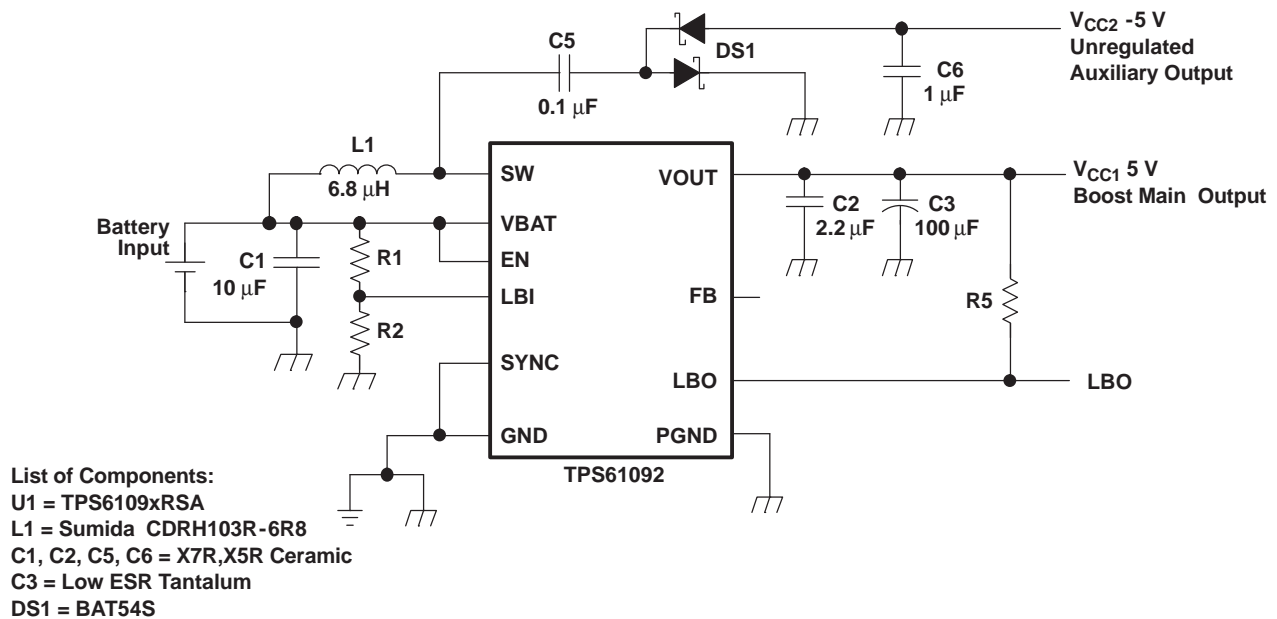 V_CC2 -5 V
Unregulated
Auxiliary Output
C5
0.1 μF
DS1
C6
1 μF
L1
6.8 μH
SW
VOUT
V_CC1 5 V
Boost Main Output
C2
2.2 μF
C3
100 μF
Battery
Input
VBAT
C1
10 μF
R1
EN
LBI
FB
R5
R2
SYNC
LBO
LBO
GND
PGND
TPS61092
List of Components:
U1 = TPS6109xRSA
L1 = Sumida CDRH103R-6R8
C1, C2, C5, C6 = X7R,X5R Ceramic
C3 = Low ESR Tantalum
DS1 = BAT54S